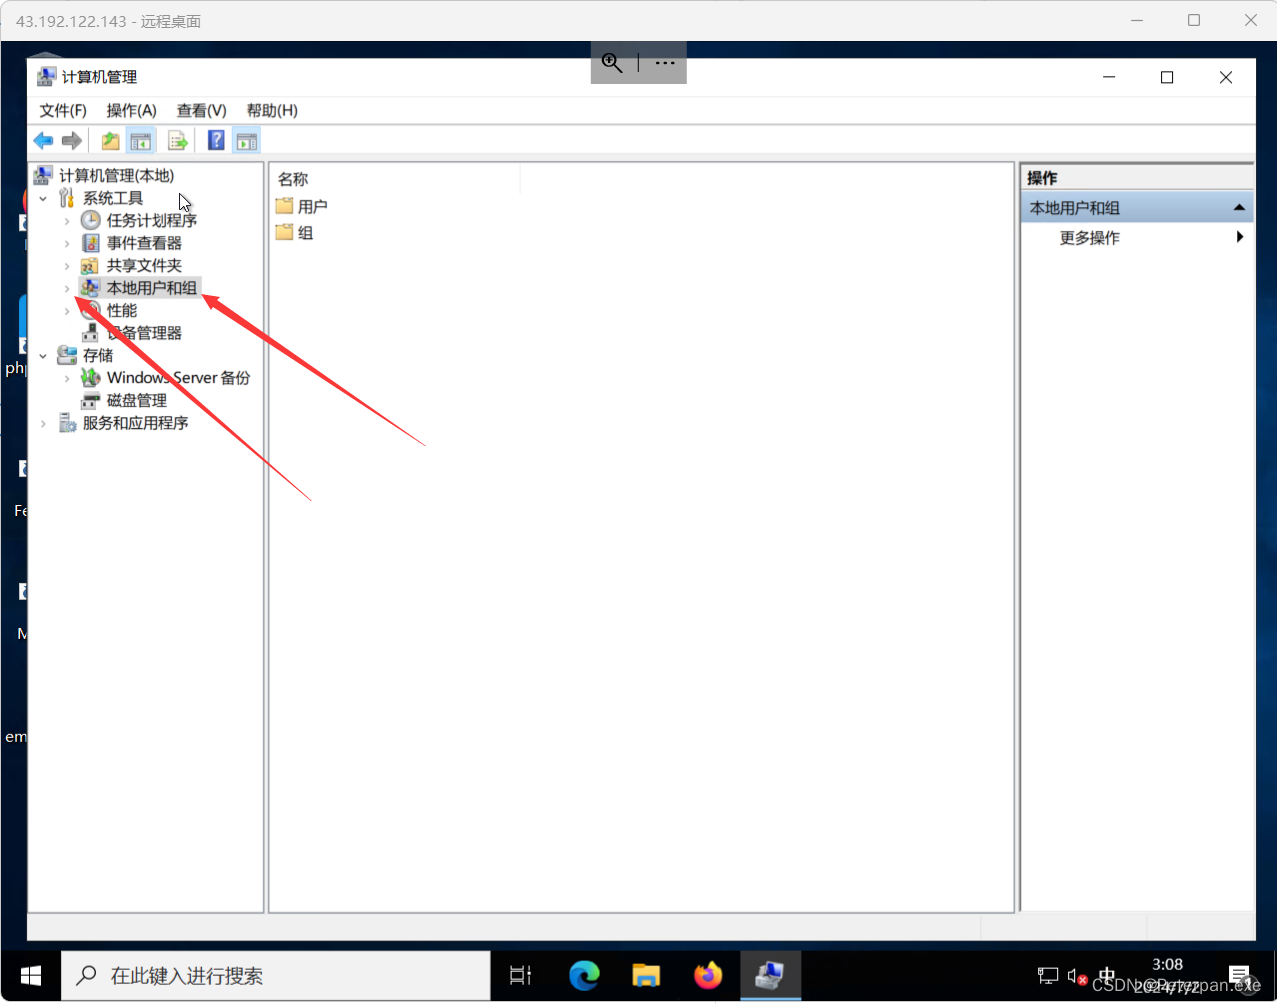 43.192.122.143 - 远程桌面
计算机管理
文件(F) 操作(A) 查看(V) 帮助(H)
计算机管理(本地)
系统工具
任务计划程序
事件查看器
共享文件夹
本地用户和组
性能
设备管理器
存储
Windows Server 备份
磁盘管理
服务和应用程序
名称
用户
组
操作
本地用户和组
更多操作
php
Fe
M
em
在此键入进行搜索
中
3:08
2024/7/2
1
CSDN @Peterpan.exe